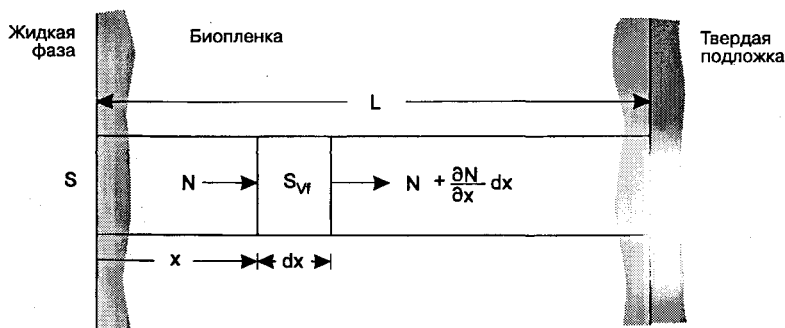 Жидкая
фаза
Биопленка
Твердая
подложка
L
S
N
S_Vf
N + ∂N/∂x dx
x
dx